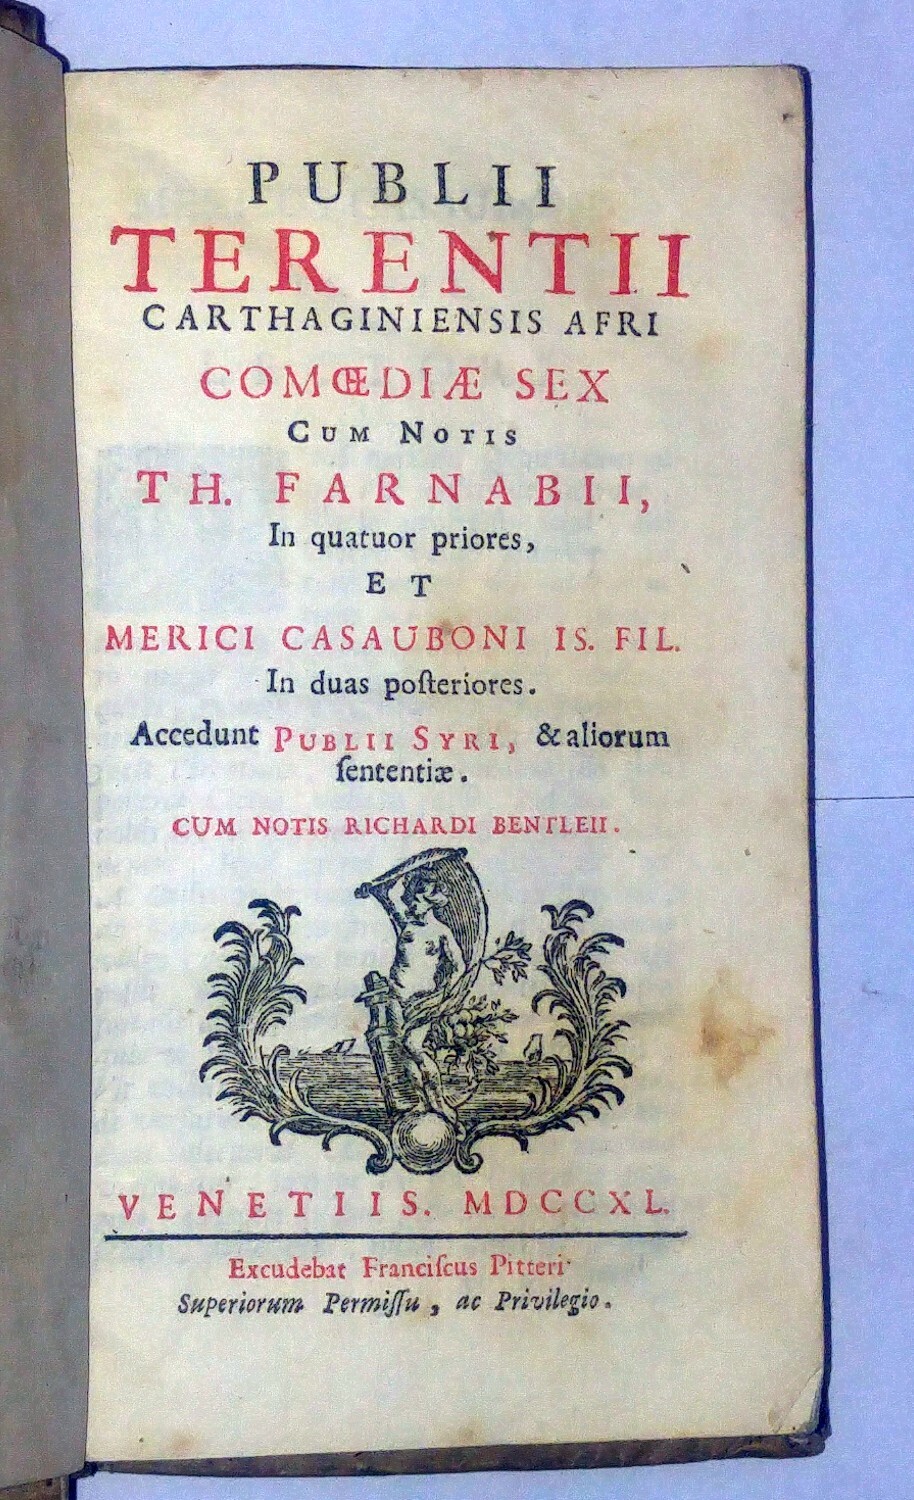 PUBLII
TERENTII
CARTHAGINIENSIS AFRI
COMŒDIÆ SEX
CUM NOTIS
TH. FARNABII,
In quatuor priores,
ET
MERICI CASAUBONI IS. FIL.
In duas poſteriores.
Accedunt PUBLII SYRI, & aliorum
ſententiæ.
CUM NOTIS RICHARDI BENTLEII.
VENETIIS. MDCCXL.
Excudebat Franciſcus Pitteri
Superiorum Permiſſu, ac Privilegio.